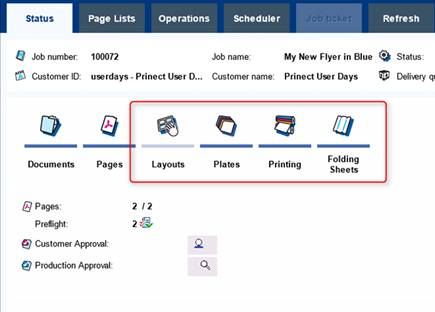 Status Page Lists Operations Scheduler Job ticket Refresh
Job number: 100072 Job name: My New Flyer in Blue Status:
Customer ID: userdays - Prinect User D... Customer name: Prinect User Days Delivery qu
Documents Pages Layouts Plates Printing Folding
Sheets
Pages: 2 / 2
Preflight: 2
Customer Approval:
Production Approval: